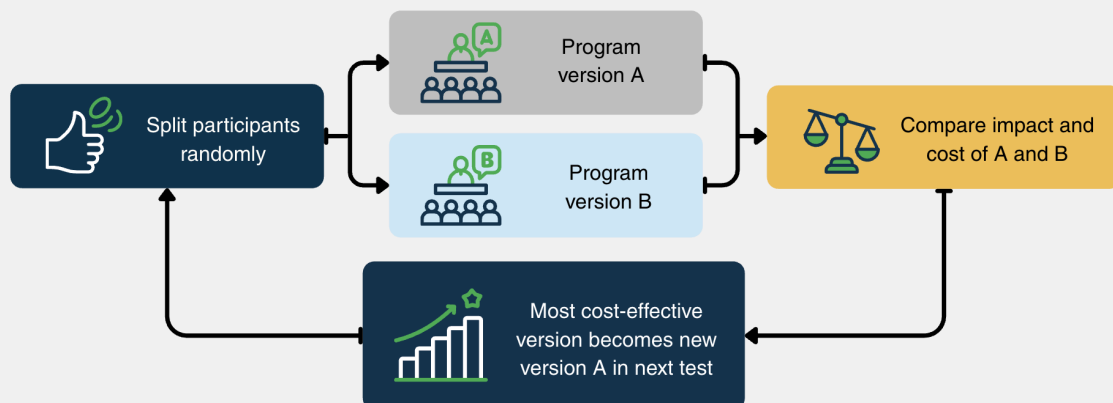 Split participants
randomly
A
Program
version A
B
Program
version B
Compare impact and
cost of A and B
Most cost-effective
version becomes new
version A in next test